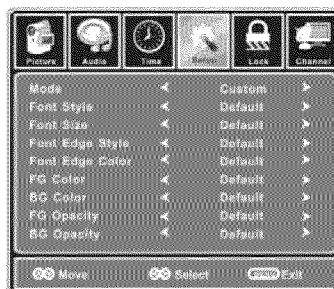 Picture Audio Time Setup Lock Channel
Mode Custom
Font Style Default
Font Size Default
Font Edge Style Default
Font Edge Color Default
FG Color Default
BG Color Default
FG Opacity Default
BG Opacity Default
Move Select Exit